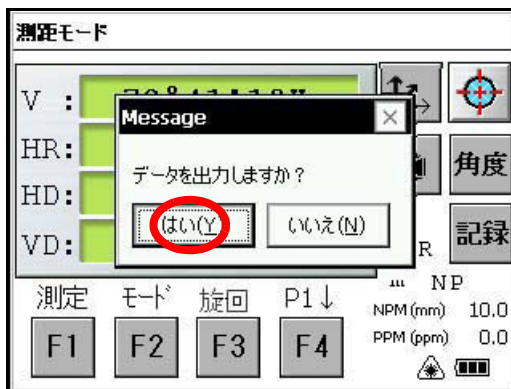 測距モード
V :
Message
×
HR:
データを出力しますか？
角度
HD:
はい(Y)
いいえ(N)
VD:
R
記録
m NP
測定 モード 旋回 P1↓
NPM(mm) 10.0
F1 F2 F3 F4
PPM(ppm) 0.0